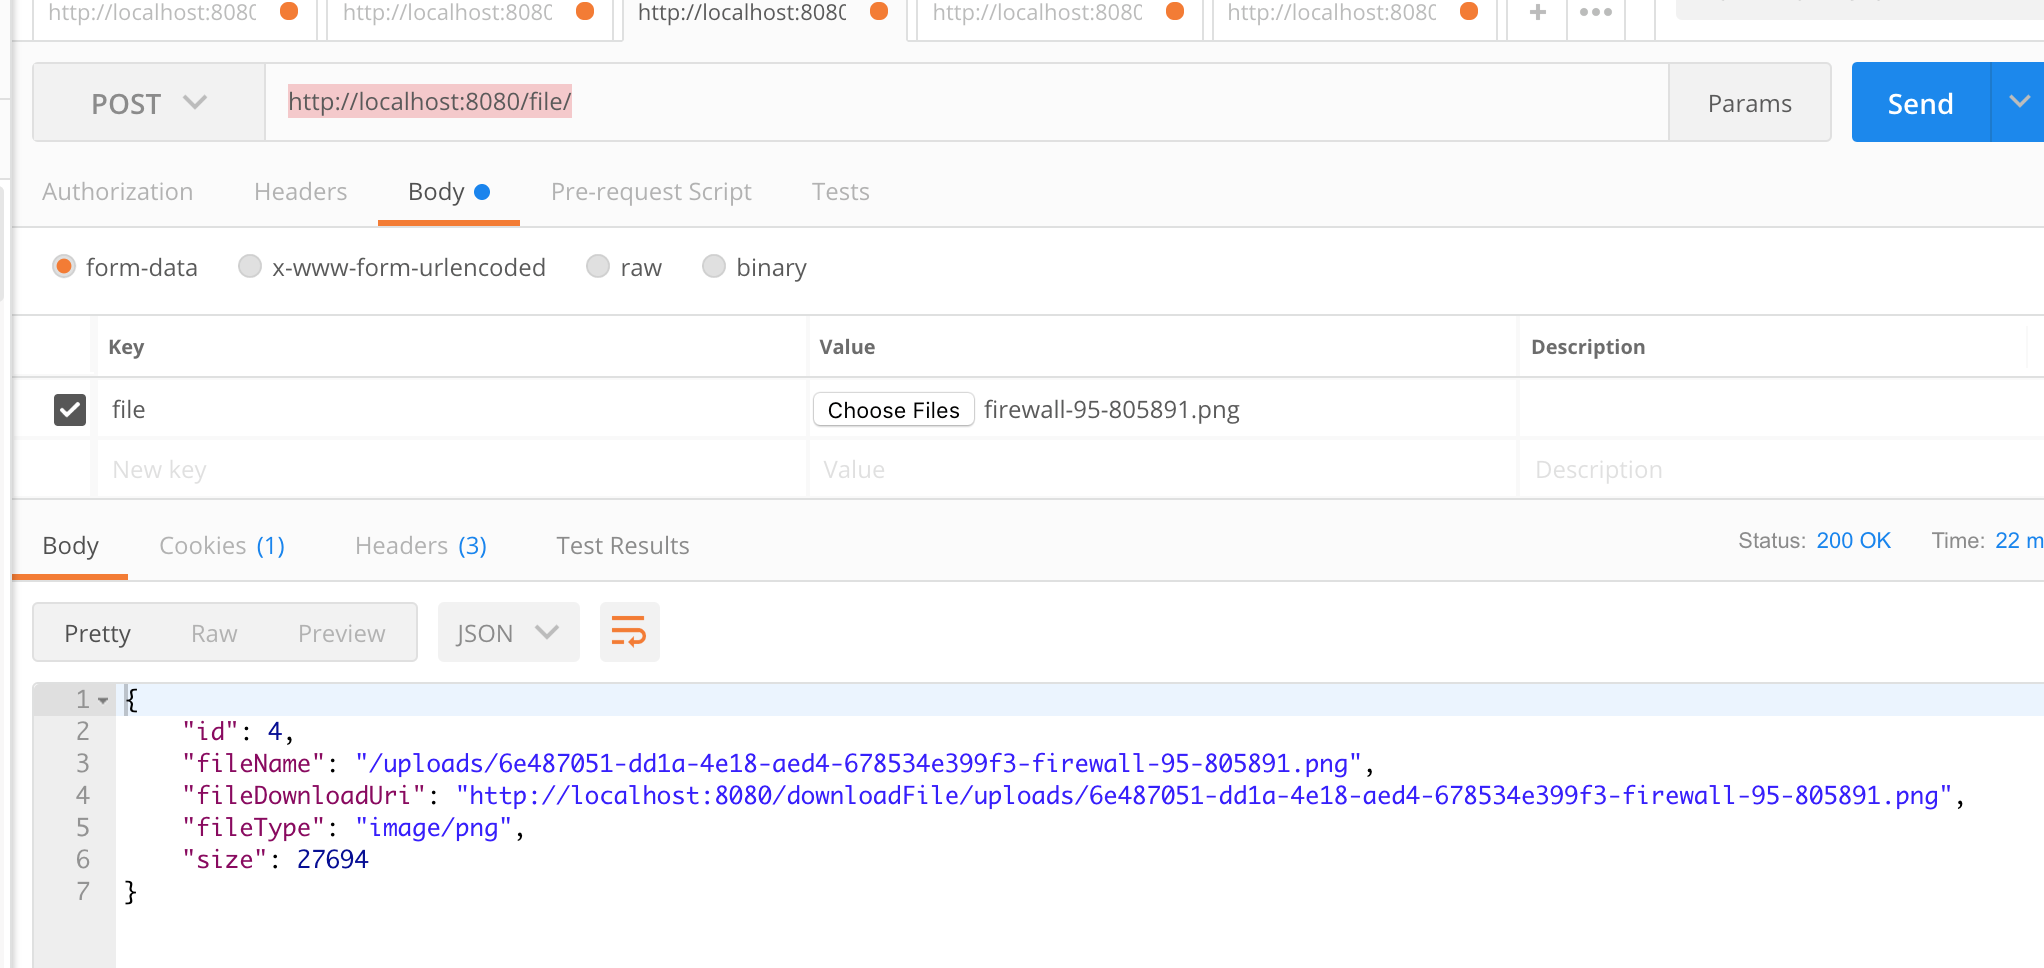 http://localhost:8080 http://localhost:8080 http://localhost:8080 http://localhost:8080 http://localhost:8080
POST http://localhost:8080/file/ Params Send
Authorization Headers Body Pre-request Script Tests
form-data x-www-form-urlencoded raw binary
Key Value Description
file Choose Files firewall-95-805891.png
New key Value Description
Body Cookies (1) Headers (3) Test Results Status: 200 OK Time: 22 m
Pretty Raw Preview JSON
1 {
2 "id": 4,
3 "fileName": "/uploads/6e487051-dd1a-4e18-aed4-678534e399f3-firewall-95-805891.png",
4 "fileDownloadUri": "http://localhost:8080/downloadFile/uploads/6e487051-dd1a-4e18-aed4-678534e399f3-firewall-95-805891.png",
5 "fileType": "image/png",
6 "size": 27694
7 }